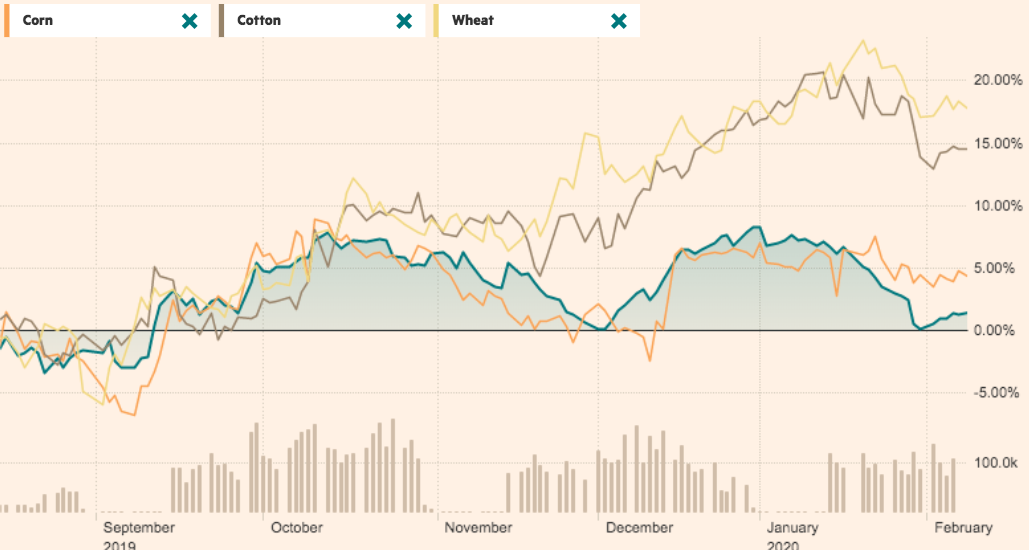 Corn Cotton Wheat
20.00%
15.00%
10.00%
5.00%
0.00%
-5.00%
100.0k
September October November December January February
2019 2020